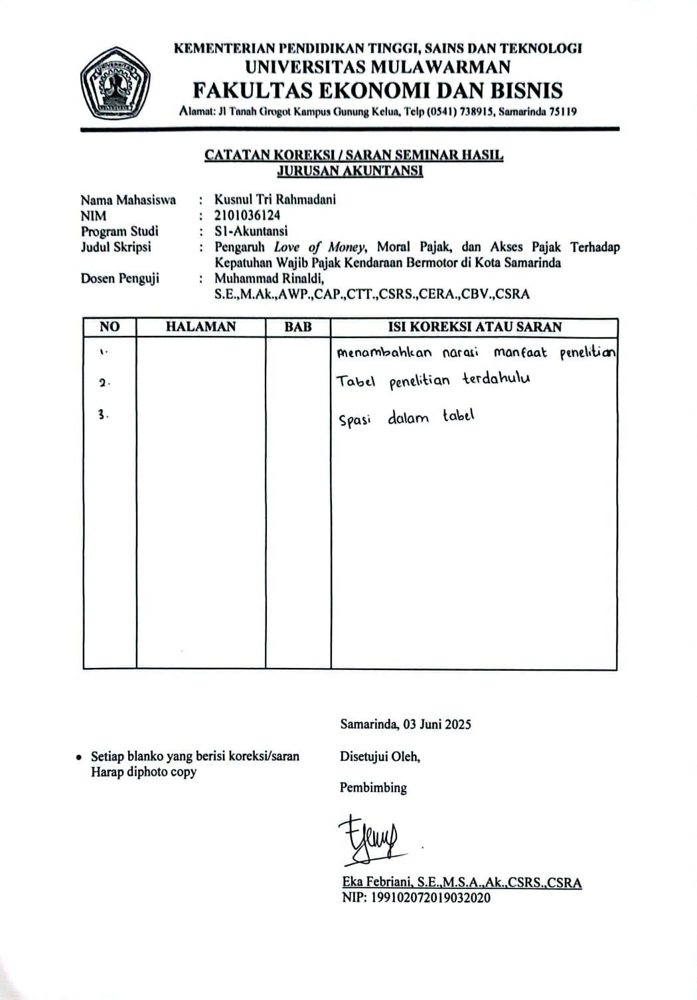 KEMENTERIAN PENDIDIKAN TINGGI, SAINS DAN TEKNOLOGI
UNIVERSITAS MULAWARMAN
FAKULTAS EKONOMI DAN BISNIS
Alamat: Jl Tanah Grogot Kampus Gunung Kelua, Telp (0541) 738915, Samarinda 75119
CATATAN KOREKSI / SARAN SEMINAR HASIL
JURUSAN AKUNTANSI
Nama Mahasiswa : Kusnul Tri Rahmadani
NIM : 2101036124
Program Studi : S1-Akuntansi
Judul Skripsi : Pengaruh Love of Money, Moral Pajak, dan Akses Pajak Terhadap
Kepatuhan Wajib Pajak Kendaraan Bermotor di Kota Samarinda
Dosen Penguji : Muhammad Rinaldi,
S.E.,M.Ak.,AWP.,CAP.,CTT.,CSRS.,CERA.,CBV.,CSRA
NO HALAMAN BAB ISI KOREKSI ATAU SARAN
1. menambahkan narasi manfaat penelitian
2. Tabel penelitian terdahulu
3. Spasi dalam tabel
Samarinda, 03 Juni 2025
• Setiap blanko yang berisi koreksi/saran
Harap diphoto copy
Disetujui Oleh,
Pembimbing
Eka Febriani, S.E.,M.S.A.,Ak.,CSRS.,CSRA
NIP: 199102072019032020